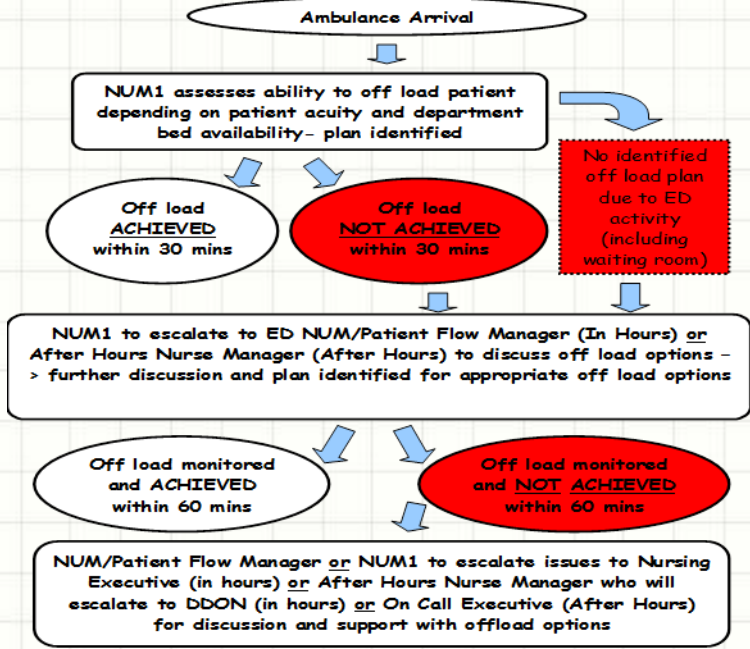 Ambulance Arrival
NUM1 assesses ability to off load patient
depending on patient acuity and department
bed availability– plan identified
No identified
off load plan
due to ED
activity
(including
waiting room)
Off load
ACHIEVED
within 30 mins
Off load
NOT ACHIEVED
within 30 mins
NUM1 to escalate to ED NUM/Patient Flow Manager (In Hours) or
After Hours Nurse Manager (After Hours) to discuss off load options –
> further discussion and plan identified for appropriate off load options
Off load monitored
and ACHIEVED
within 60 mins
Off load monitored
and NOT ACHIEVED
within 60 mins
NUM/Patient Flow Manager or NUM1 to escalate issues to Nursing
Executive (in hours) or After Hours Nurse Manager who will
escalate to DDON (in hours) or On Call Executive (After Hours)
for discussion and support with offload options